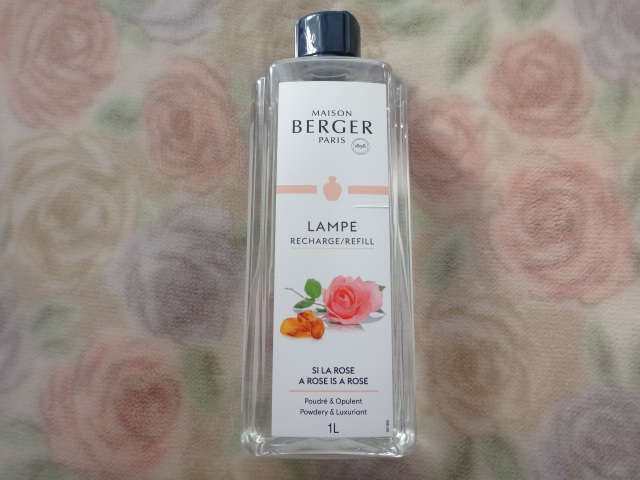 MAISON
BERGER
PARIS
1898
LAMPE
RECHARGE/REFILL
SI LA ROSE
A ROSE IS A ROSE
Poudré & Opulent
Powdery & Luxuriant
1L